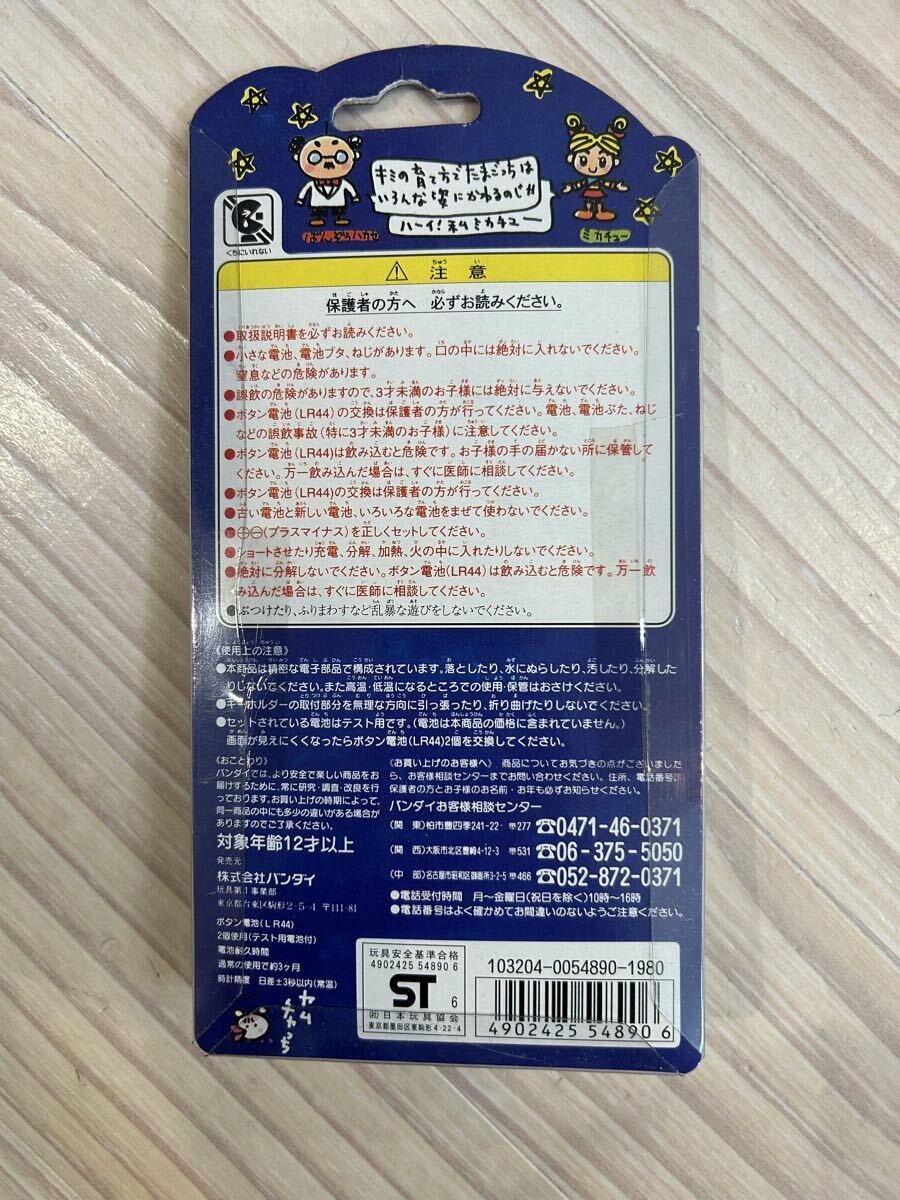 キミの育て方でたまごっちは
いろんな姿にかわるのじゃ!!
ハーイ!私ミカチュー
ばんぞうハカセ
ミカチュー
くちにいれない
注意
保護者の方へ 必ずお読みください。
●取扱説明書を必ずお読みください。
●小さな電池、電池ブタ、ねじがあります。口の中には絶対に入れないでください。
窒息などの危険があります。
●誤飲の危険がありますので、3才未満のお子様には絶対に与えないでください。
●ボタン電池(LR44)の交換は保護者の方が行ってください。電池、電池ぶた、ねじ
などの誤飲事故(特に3才未満のお子様)に注意してください。
●ボタン電池(LR44)は飲み込むと危険です。お子様の手の届かない所に保管して
ください。万一飲み込んだ場合は、すぐに医師に相談してください。
●ボタン電池(LR44)の交換は保護者の方が行ってください。
●古い電池と新しい電池、いろいろな電池をまぜて使わないでください。
●⊕⊖(プラスマイナス)を正しくセットしてください。
●ショートさせたり充電、分解、加熱、火の中に入れたりしないでください。
●絶対に分解しないでください。ボタン電池(LR44)は飲み込むと危険です。万一飲
み込んだ場合は、すぐに医師に相談してください。
●ぶつけたり、ふりまわすなど乱暴な遊びをしないでください。
《使用上の注意》
●本商品は精密な電子部品で構成されています。落としたり、水にぬらしたり、汚したり、分解した
りしないでください。また高温・低温になるところでの使用・保管はおさけください。
●キーホルダーの取付部分を無理な方向に引っ張ったり、折り曲げたりしないでください。
●セットされている電池はテスト用です。(電池は本商品の価格に含まれていません。)
画面が見えにくくなったらボタン電池(LR44)2個を交換してください。
《おことわり》
バンダイでは、より安全で楽しい商品をお
届けするために、常に研究・調査・改良を行
っております。お買い上げの時期によって、
同一商品の中にも多少の違いがある場合が
ありますのでご了承ください。
対象年齢12才以上
発売元
株式会社バンダイ
玩具第1事業部
東京都台東区駒形2-5-4 〒111-81
ボタン電池(LR44)
2個使用(テスト用電池付)
電池耐久時間
通常の使用で約3ヶ月
時計精度 日差±3秒以内(常温)
《お買い上げのお客様へ》 商品についてお気づきの点がございまし
たら、お客様相談センターまでお問い合わせください。住所、電話番号、
保護者の方とお子様のお名前・お年も必ずお知らせください。
バンダイお客様相談センター
(関 東)柏市豊四季241-22 〒277 ☎0471-46-0371
(関 西)大阪市北区豊崎4-12-3 〒531 ☎06-375-5050
(中 部)名古屋市昭和区御器所3-2-5 〒466 ☎052-872-0371
●電話受付時間 月〜金曜日(祝日を除く)10時〜16時
●電話番号はよく確かめてお間違いのないようご注意ください。
玩具安全基準合格
4902425 54890 6
ST 6
(社)日本玩具協会
東京都墨田区東駒形4-22-4
103204-0054890-1980
4902425 548906